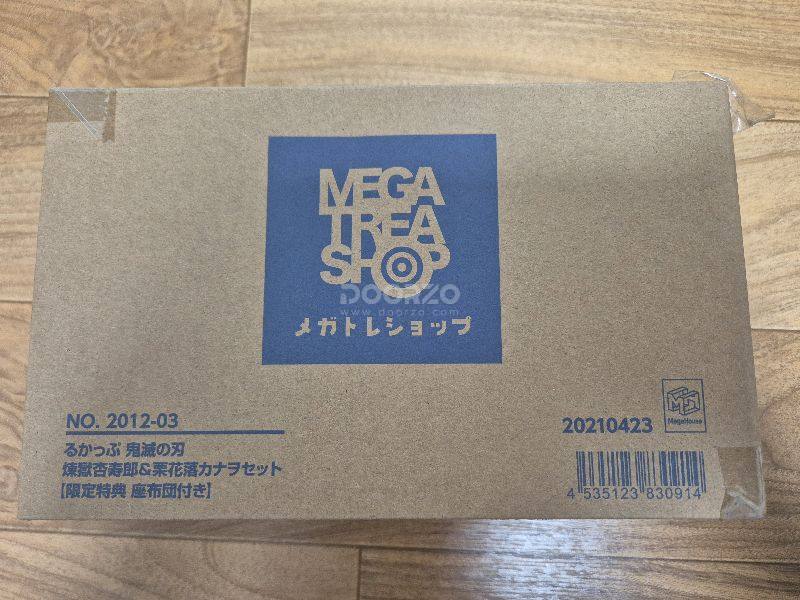 MEGA
TREA
SHOP
DOORZO
www.doorzo.com
メガトレショップ
NO. 2012-03
るかっぷ 鬼滅の刃
煉獄杏寿郎&栗花落カナヲセット
【限定特典 座布団付き】
MegaHouse
20210423
4 535123 830914